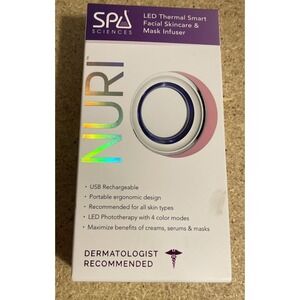 SPA
SCIENCES
LED Thermal Smart
Facial Skincare &
Mask Infuser
NURI™
• USB Rechargeable
• Portable ergonomic design
• Recommended for all skin types
• LED Phototherapy with 4 color modes
• Maximize benefits of creams, serums & masks
DERMATOLOGIST
RECOMMENDED